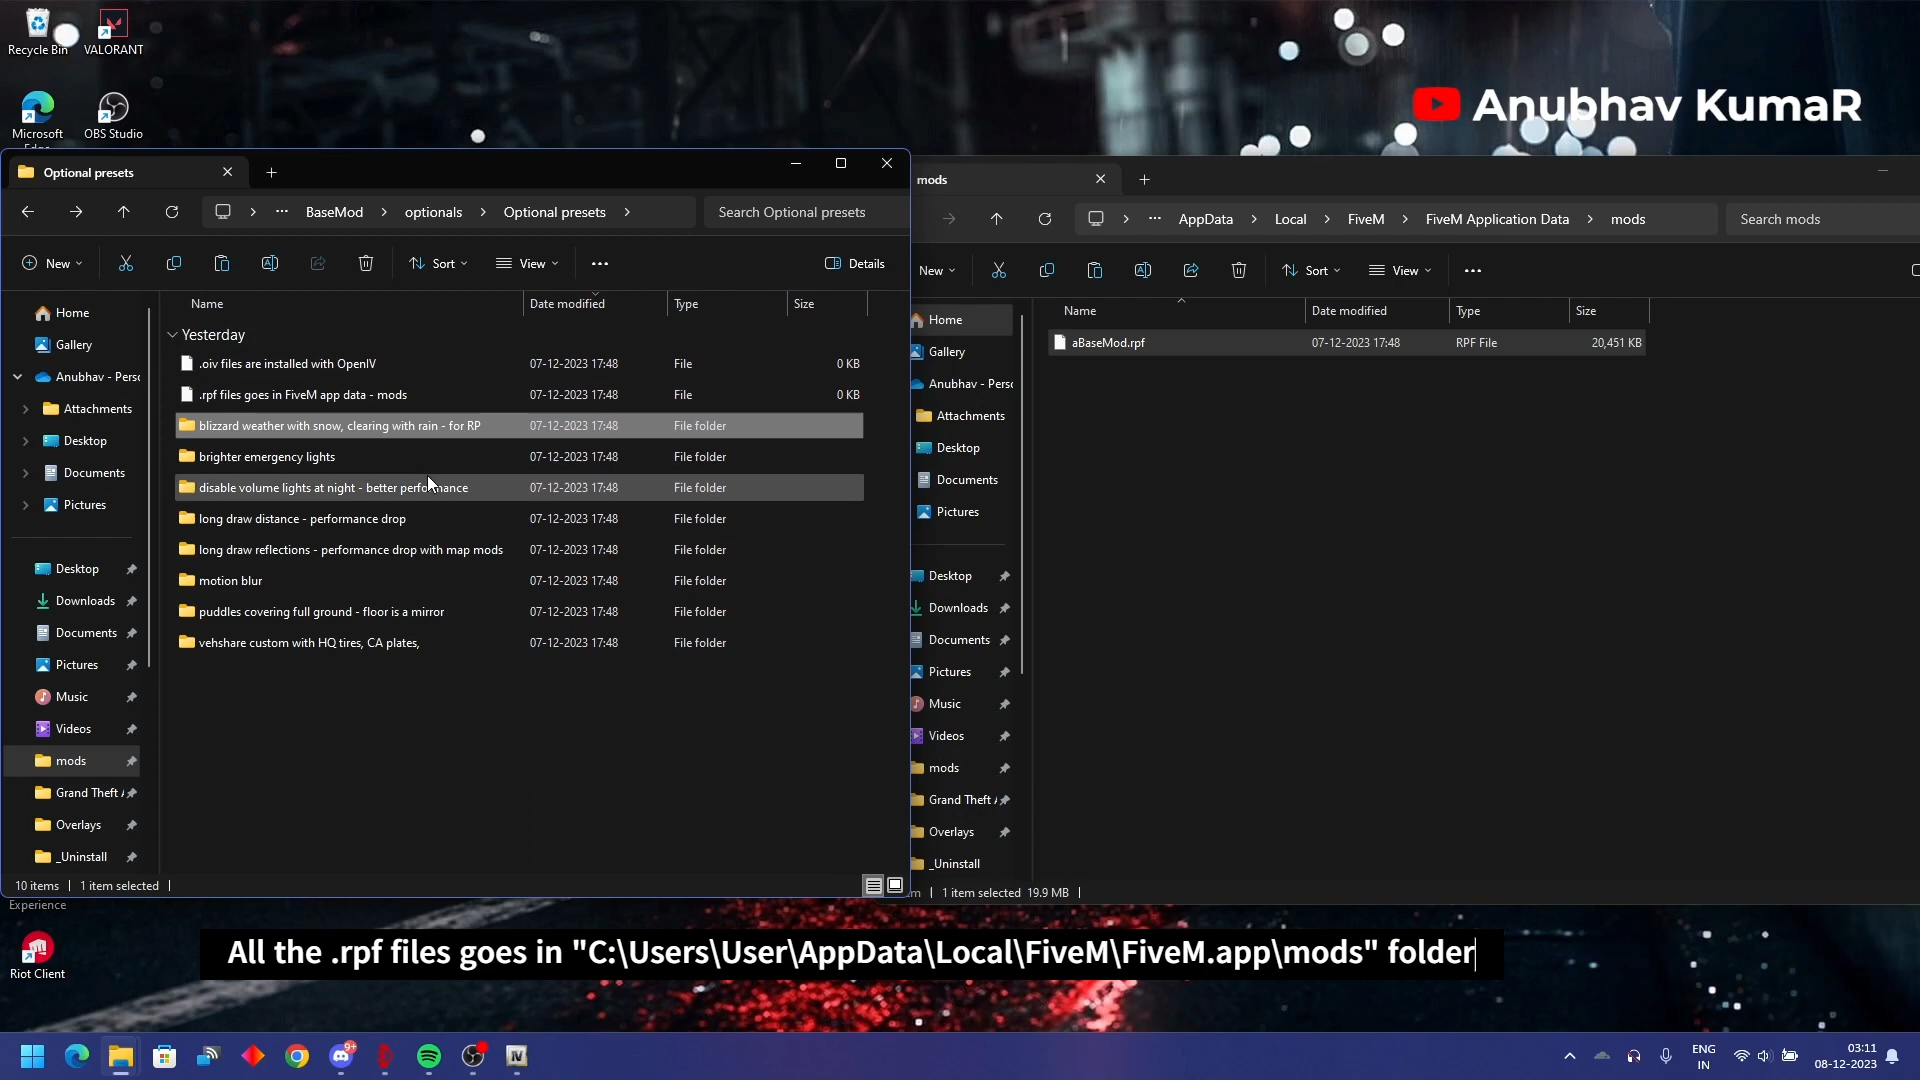 Recycle Bin
VALORANT
Microsoft
Edge
OBS Studio
Anubhav KumaR
Optional presets
BaseMod > optionals > Optional presets >
Search Optional presets
New
Sort
View
Details
Home
Gallery
Anubhav - Perso
Attachments
Desktop
Documents
Pictures
Desktop
Downloads
Documents
Pictures
Music
Videos
mods
Grand Theft A
Overlays
_Uninstall
Name Date modified Type Size
Yesterday
.oiv files are installed with OpenIV 07-12-2023 17:48 File 0 KB
.rpf files goes in FiveM app data - mods 07-12-2023 17:48 File 0 KB
blizzard weather with snow, clearing with rain - for RP 07-12-2023 17:48 File folder
brighter emergency lights 07-12-2023 17:48 File folder
disable volume lights at night - better performance 07-12-2023 17:48 File folder
long draw distance - performance drop 07-12-2023 17:48 File folder
long draw reflections - performance drop with map mods 07-12-2023 17:48 File folder
motion blur 07-12-2023 17:48 File folder
puddles covering full ground - floor is a mirror 07-12-2023 17:48 File folder
vehshare custom with HQ tires, CA plates, 07-12-2023 17:48 File folder
10 items | 1 item selected |
mods
AppData > Local > FiveM > FiveM Application Data > mods
Search mods
New
Sort
View
Home
Gallery
Anubhav - Perso
Attachments
Desktop
Documents
Pictures
Desktop
Downloads
Documents
Pictures
Music
Videos
mods
Grand Theft A
Overlays
_Uninstall
Name Date modified Type Size
aBaseMod.rpf 07-12-2023 17:48 RPF File 20,451 KB
1 item selected 19.9 MB |
Experience
Riot Client
All the .rpf files goes in "C:\Users\User\AppData\Local\FiveM\FiveM.app\mods" folder
9+
IV
ENG
IN
03:11
08-12-2023